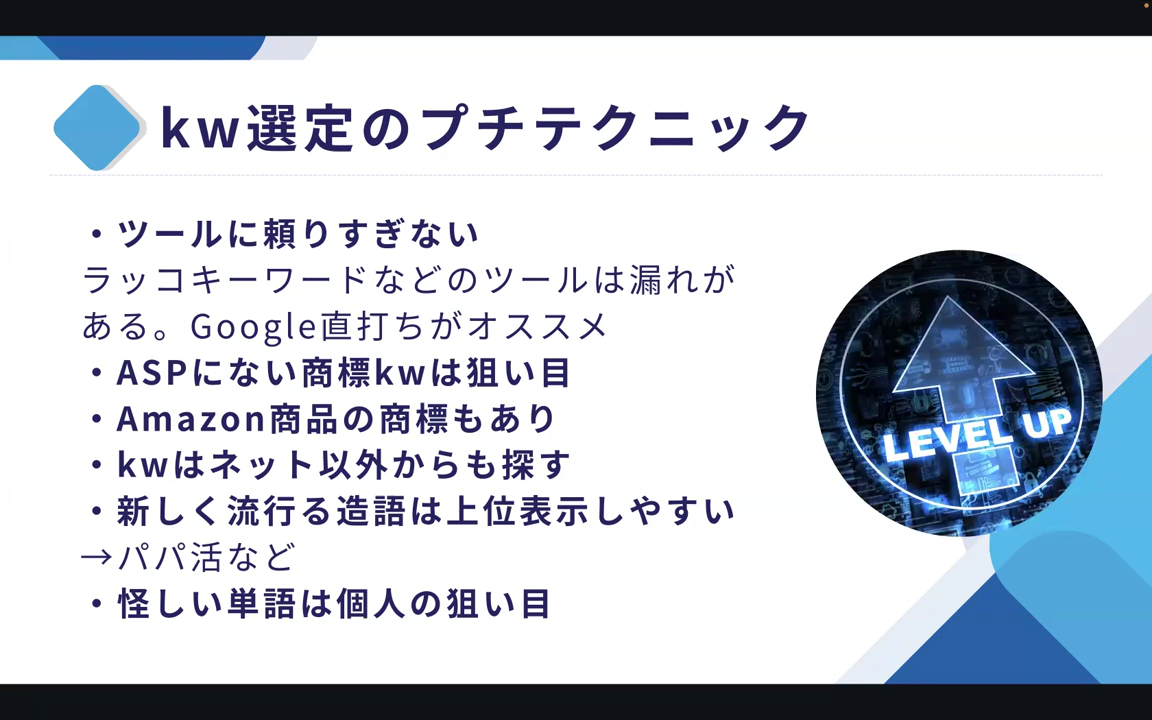 kw選定のプチテクニック
・ツールに頼りすぎない
ラッコキーワードなどのツールは漏れが
ある。Google直打ちがオススメ
・ASPにない商標kwは狙い目
・Amazon商品の商標もあり
・kwはネット以外からも探す
・新しく流行る造語は上位表示しやすい
→パパ活など
・怪しい単語は個人の狙い目
LEVEL UP